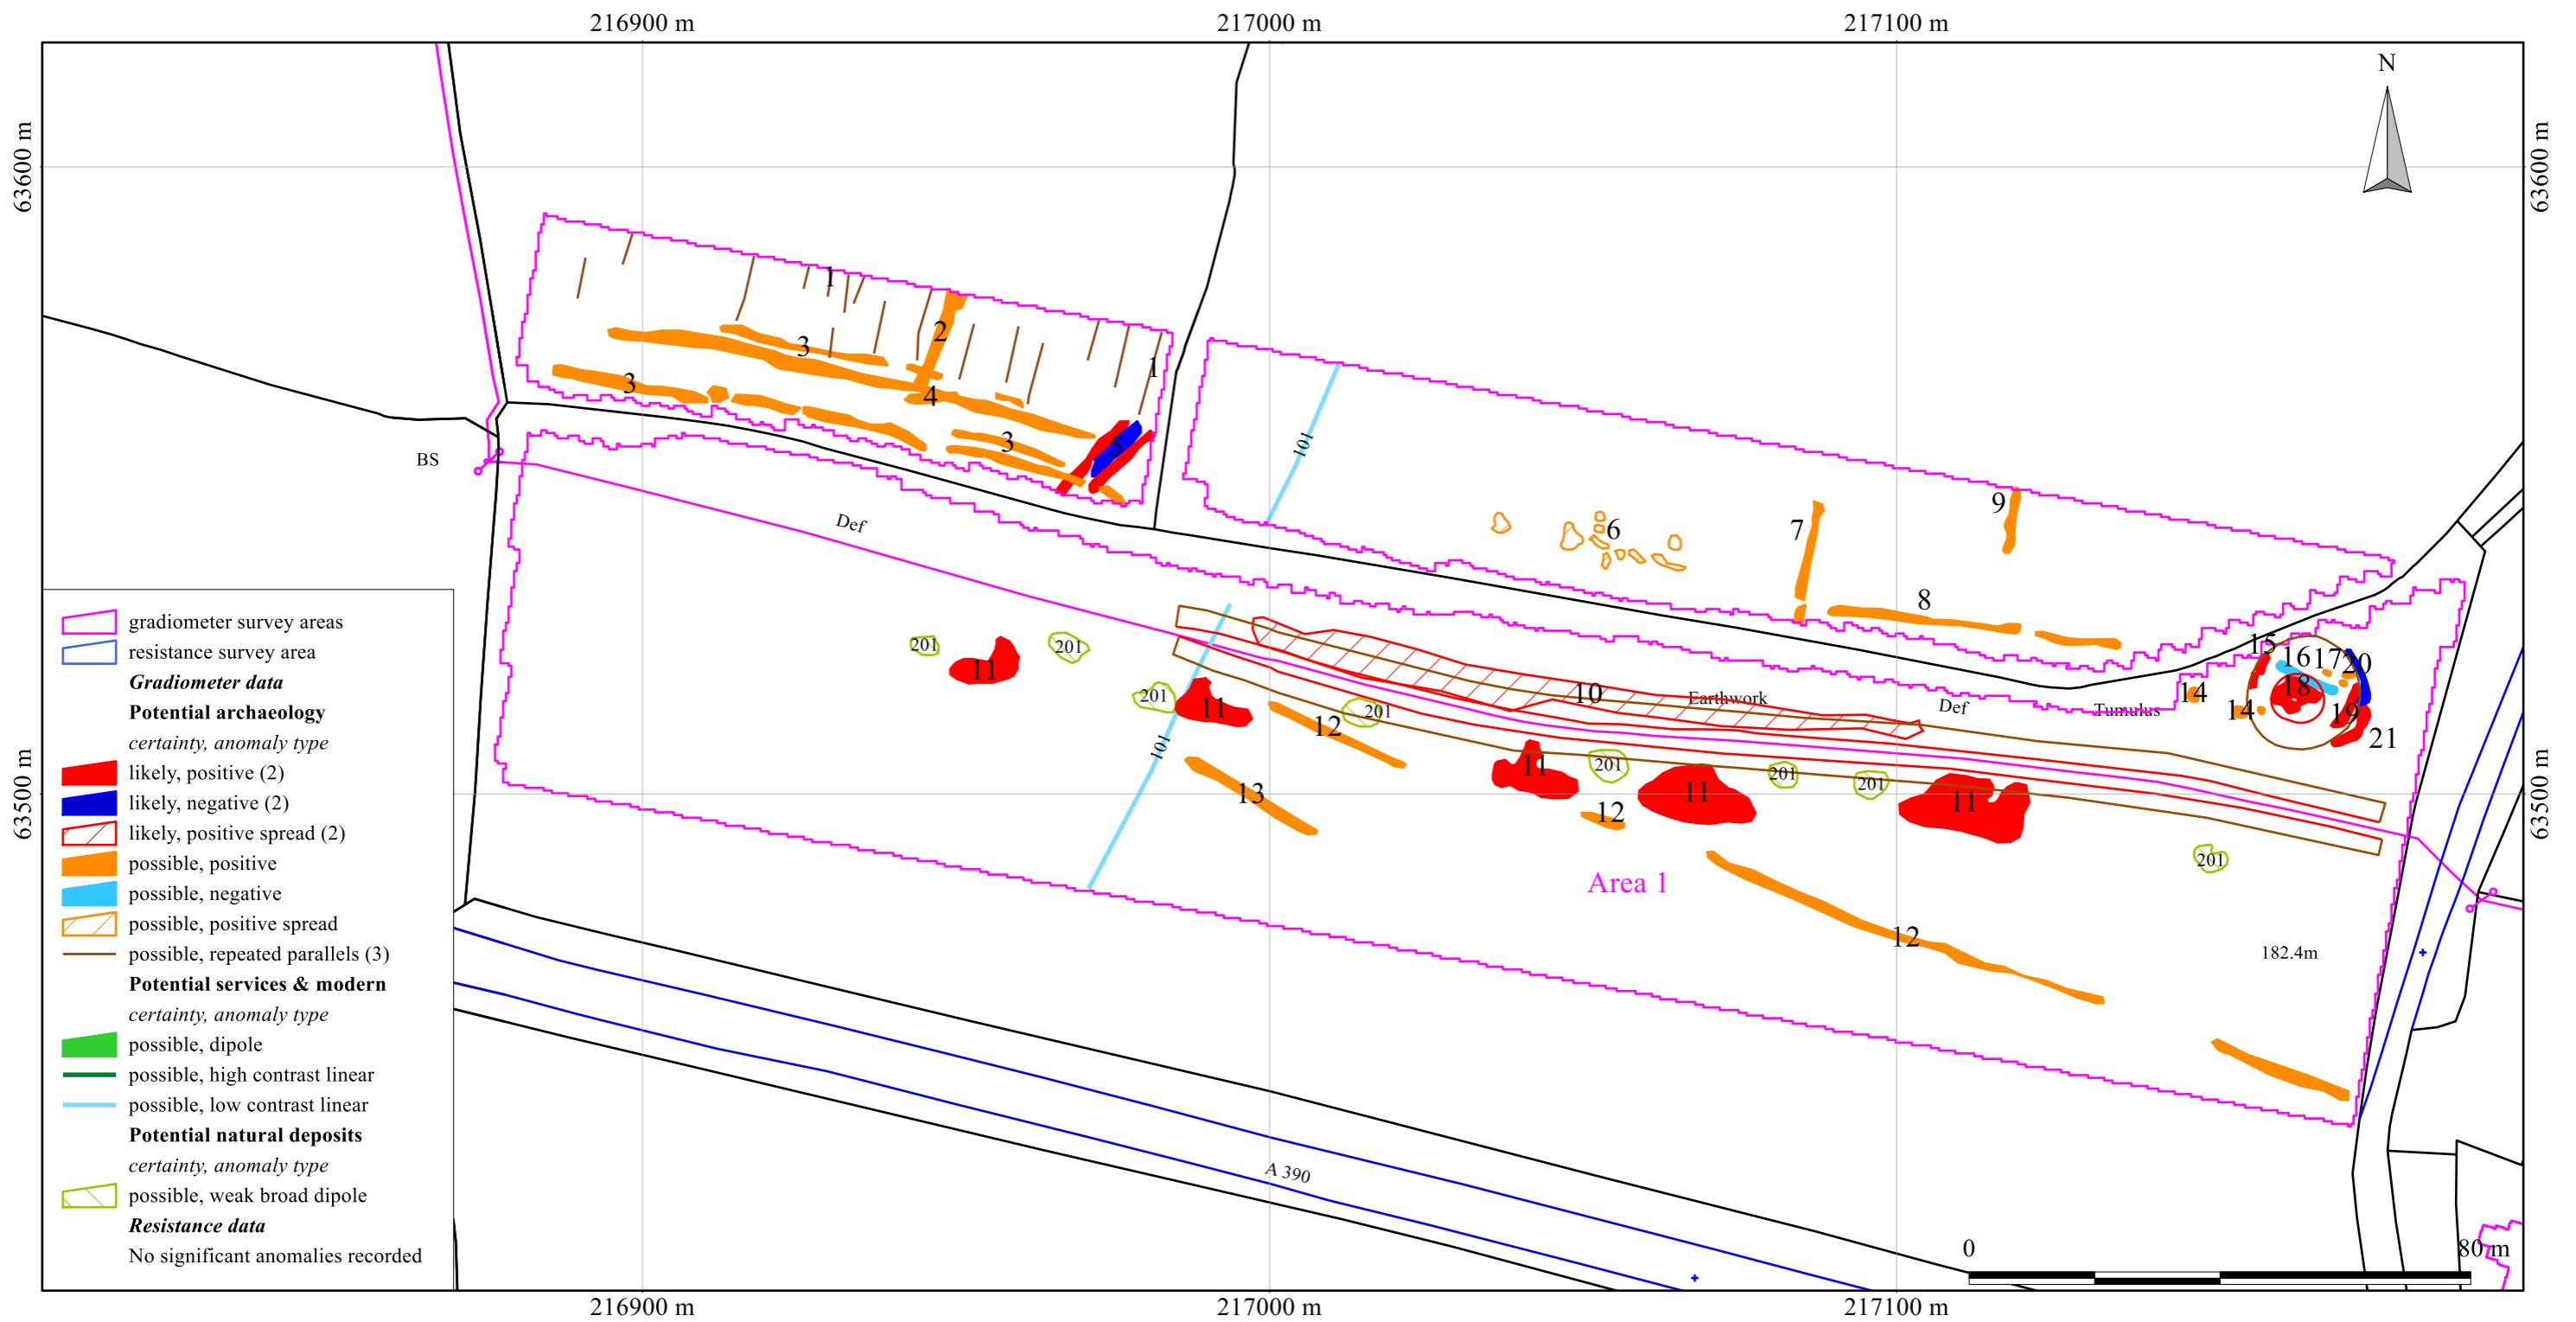 216900 m
217000 m
217100 m
63600 m
63600 m
N
1
2
3
1
3
4
3
5
101
BS
Def
6
7
9
8
201
11
201
201
11
101
201
12
13
10
Earthwork
Def
Tumulus
14
14
15
16
17
20
18
19
21
11
201
12
11
201
201
11
201
Area 1
12
182.4m
63500 m
63500 m
gradiometer survey areas
resistance survey area
Gradiometer data
Potential archaeology
certainty, anomaly type
likely, positive (2)
likely, negative (2)
likely, positive spread (2)
possible, positive
possible, negative
possible, positive spread
possible, repeated parallels (3)
Potential services & modern
certainty, anomaly type
possible, dipole
possible, high contrast linear
possible, low contrast linear
Potential natural deposits
certainty, anomaly type
possible, weak broad dipole
Resistance data
No significant anomalies recorded
A 390
0
80 m
216900 m
217000 m
217100 m